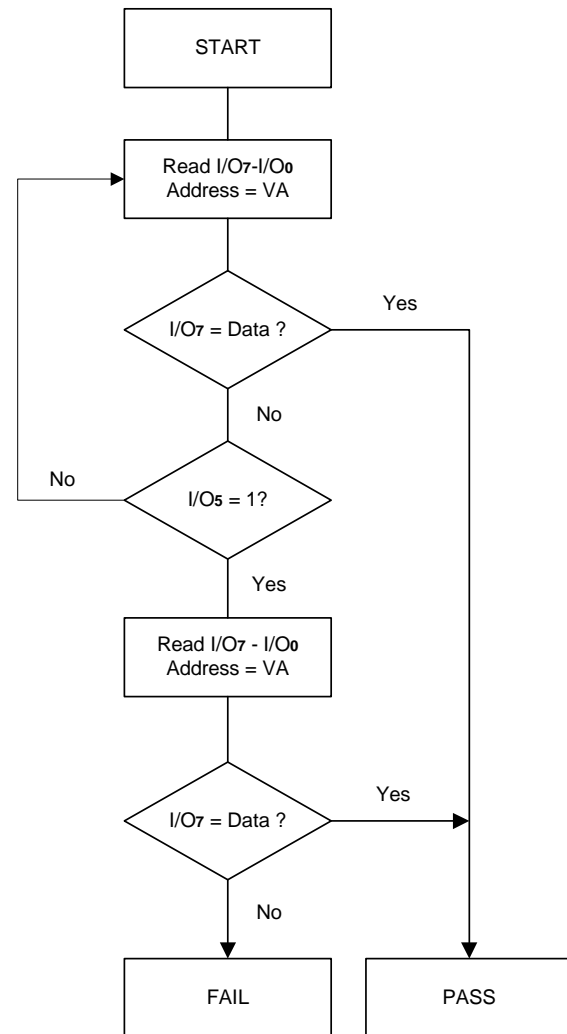 START
Read I/O7-I/O0
Address = VA
I/O7 = Data ?
Yes
No
No
I/O5 = 1?
Yes
Read I/O7 - I/O0
Address = VA
I/O7 = Data ?
Yes
No
FAIL
PASS